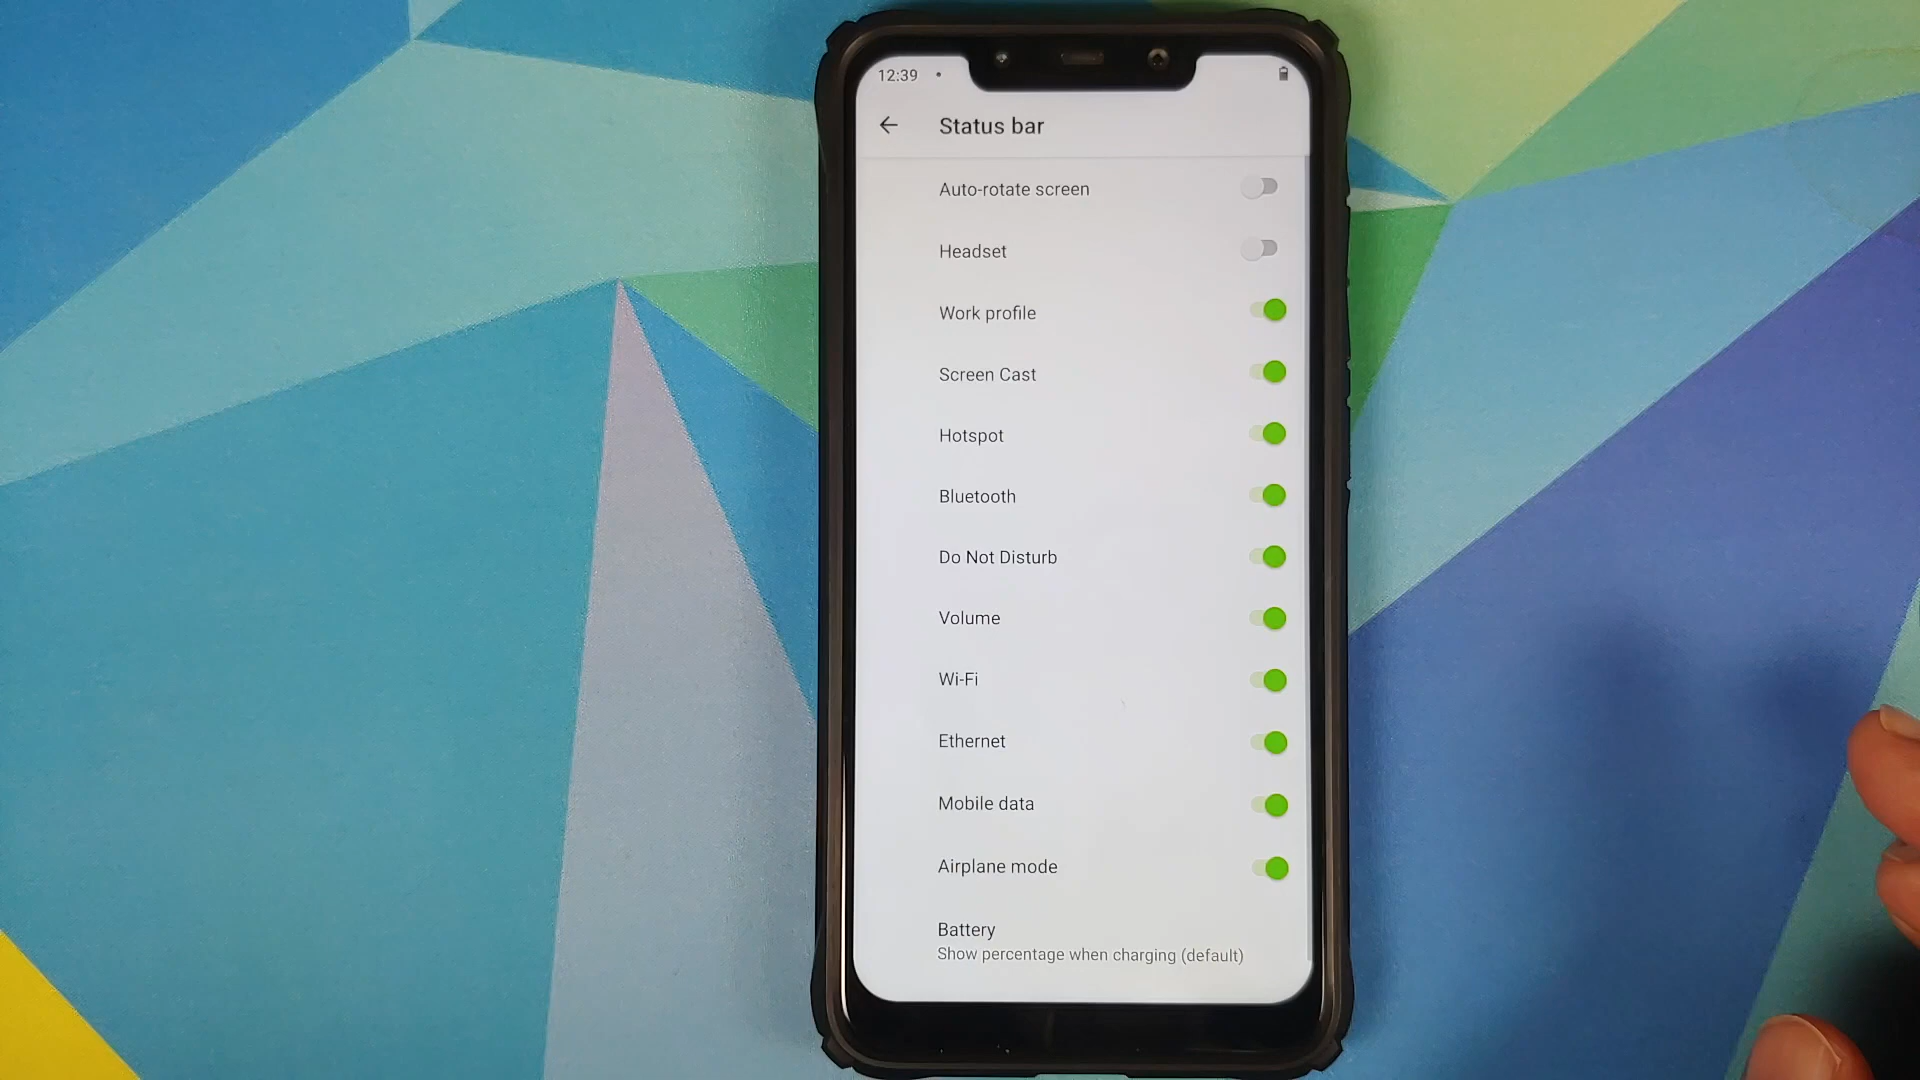 12:39
Status bar
Auto-rotate screen
Headset
Work profile
Screen Cast
Hotspot
Bluetooth
Do Not Disturb
Volume
Wi-Fi
Ethernet
Mobile data
Airplane mode
Battery
Show percentage when charging (default)